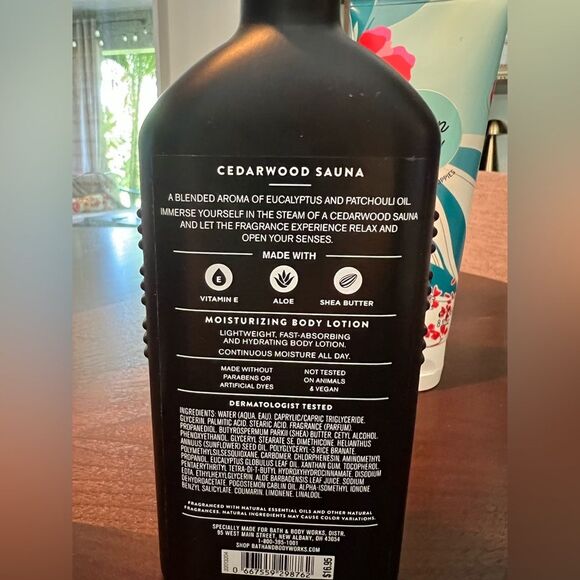 CEDARWOOD SAUNA
A BLENDED AROMA OF EUCALYPTUS AND PATCHOULI OIL.
IMMERSE YOURSELF IN THE STEAM OF A CEDARWOOD SAUNA
AND LET THE FRAGRANCE EXPERIENCE RELAX AND
OPEN YOUR SENSES.
MADE WITH
E
VITAMIN E
ALOE
SHEA BUTTER
MOISTURIZING BODY LOTION
LIGHTWEIGHT, FAST-ABSORBING
AND HYDRATING BODY LOTION.
CONTINUOUS MOISTURE ALL DAY.
MADE WITHOUT
PARABENS OR
ARTIFICIAL DYES
NOT TESTED
ON ANIMALS
& VEGAN
DERMATOLOGIST TESTED
INGREDIENTS: WATER (AQUA, EAU), CAPRYLIC/CAPRIC TRIGLYCERIDE,
GLYCERIN, PALMITIC ACID, STEARIC ACID, FRAGRANCE (PARFUM),
PROPANEDIOL, BUTYROSPERMUM PARKII (SHEA) BUTTER, CETYL ALCOHOL,
PHENOXYETHANOL, GLYCERYL STEARATE SE, DIMETHICONE, HELIANTHUS
ANNUUS (SUNFLOWER) SEED OIL, POLYGLYCERYL-3 RICE BRANATE,
POLYMETHYLSILSESQUIOXANE, CARBOMER, CHLORPHENESIN, AMINOMETHYL
PROPANOL, EUCALYPTUS GLOBULUS LEAF OIL, XANTHAN GUM, TOCOPHEROL,
PENTAERYTHRITYL TETRA-DI-T-BUTYL HYDROXYHYDROCINNAMATE, DISODIUM
EDTA, ETHYLHEXYLGLYCERIN, ALOE BARBADENSIS LEAF JUICE, SODIUM
DEHYDROACETATE, POGOSTEMON CABLIN OIL, ALPHA-ISOMETHYL IONONE,
BENZYL SALICYLATE, COUMARIN, LIMONENE, LINALOOL.
FRAGRANCED WITH NATURAL ESSENTIAL OILS AND OTHER
FRAGRANCES. NATURAL INGREDIENTS MAY CAUSE COLOR VARIATIONS.
SPECIALLY MADE FOR BATH & BODY WORKS, DISTR.
95 WEST MAIN STREET, NEW ALBANY, OH 43054
1-800-395-1001
SHOP BATHANDBODYWORKS.COM
0 667559 298762
$16.95